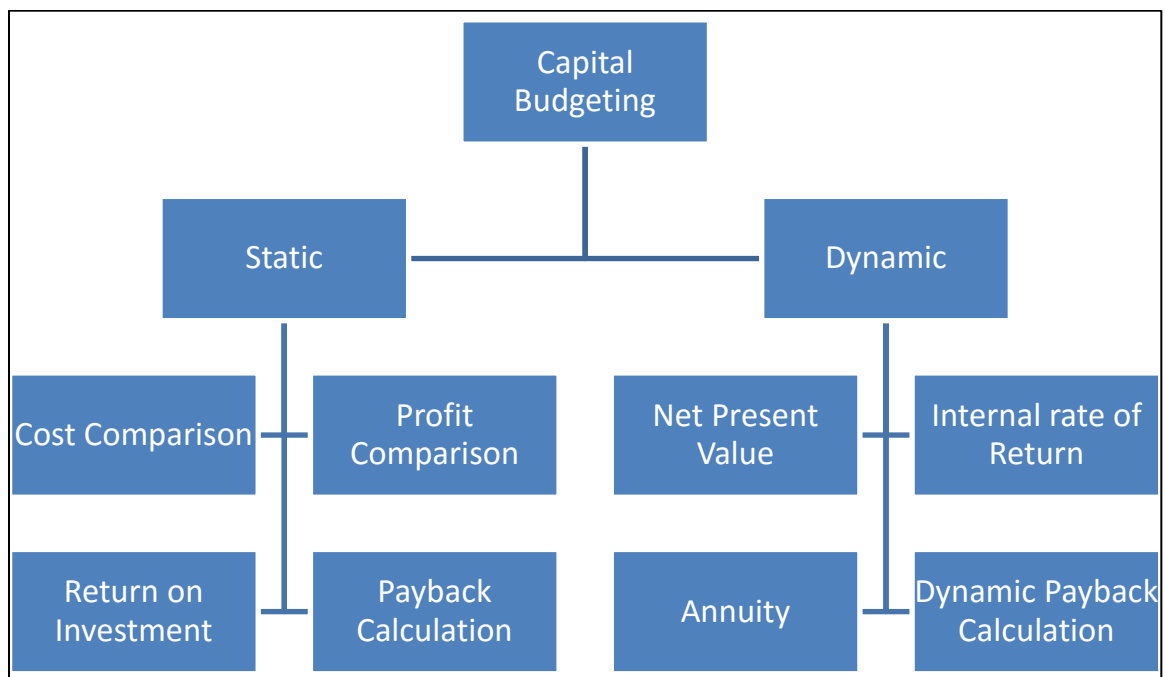 Capital
Budgeting
Static
Dynamic
Cost Comparison
Profit
Comparison
Net Present
Value
Internal rate of
Return
Return on
Investment
Payback
Calculation
Annuity
Dynamic Payback
Calculation